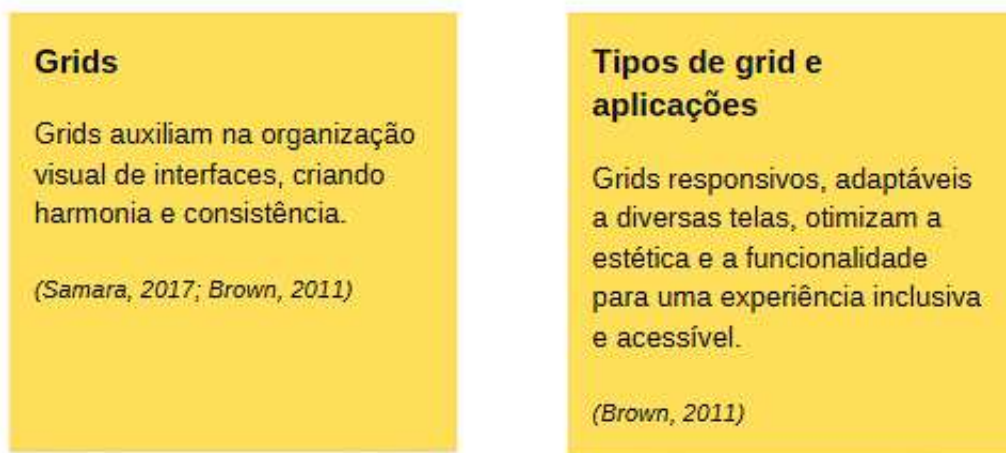 Grids
Grids auxiliam na organização
visual de interfaces, criando
harmonia e consistência.
(Samara, 2017; Brown, 2011)
Tipos de grid e
aplicações
Grids responsivos, adaptáveis
a diversas telas, otimizam a
estética e a funcionalidade
para uma experiência inclusiva
e acessível.
(Brown, 2011)